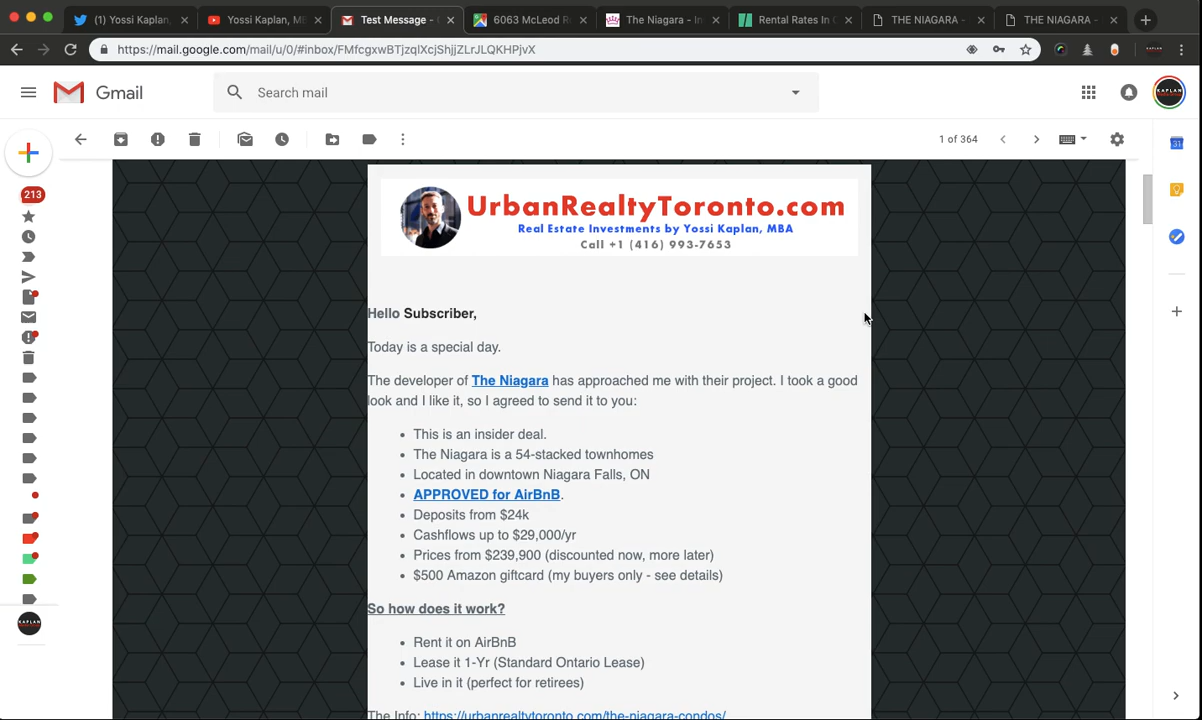 (1) Yossi Kaplan,
Yossi Kaplan, M
Test Message -
6063 McLeod R
The Niagara - In
Rental Rates In
THE NIAGARA -
THE NIAGARA -
https://mail.google.com/mail/u/0/#inbox/FMfcgxwBTjzqlXcjShjjZLrJLQKHPjvX
Gmail
Search mail
KAPLAN
1 of 364
31
213
UrbanRealtyToronto.com
Real Estate Investments by Yossi Kaplan, MBA
Call +1 (416) 993-7653
Hello Subscriber,
Today is a special day.
The developer of The Niagara has approached me with their project. I took a good
look and I like it, so I agreed to send it to you:
• This is an insider deal.
• The Niagara is a 54-stacked townhomes
• Located in downtown Niagara Falls, ON
• APPROVED for AirBnB.
• Deposits from $24k
• Cashflows up to $29,000/yr
• Prices from $239,900 (discounted now, more later)
• $500 Amazon giftcard (my buyers only - see details)
So how does it work?
• Rent it on AirBnB
• Lease it 1-Yr (Standard Ontario Lease)
• Live in it (perfect for retirees)
The Info: https://urbanrealtytoronto.com/the-niagara-condos/
KAPLAN